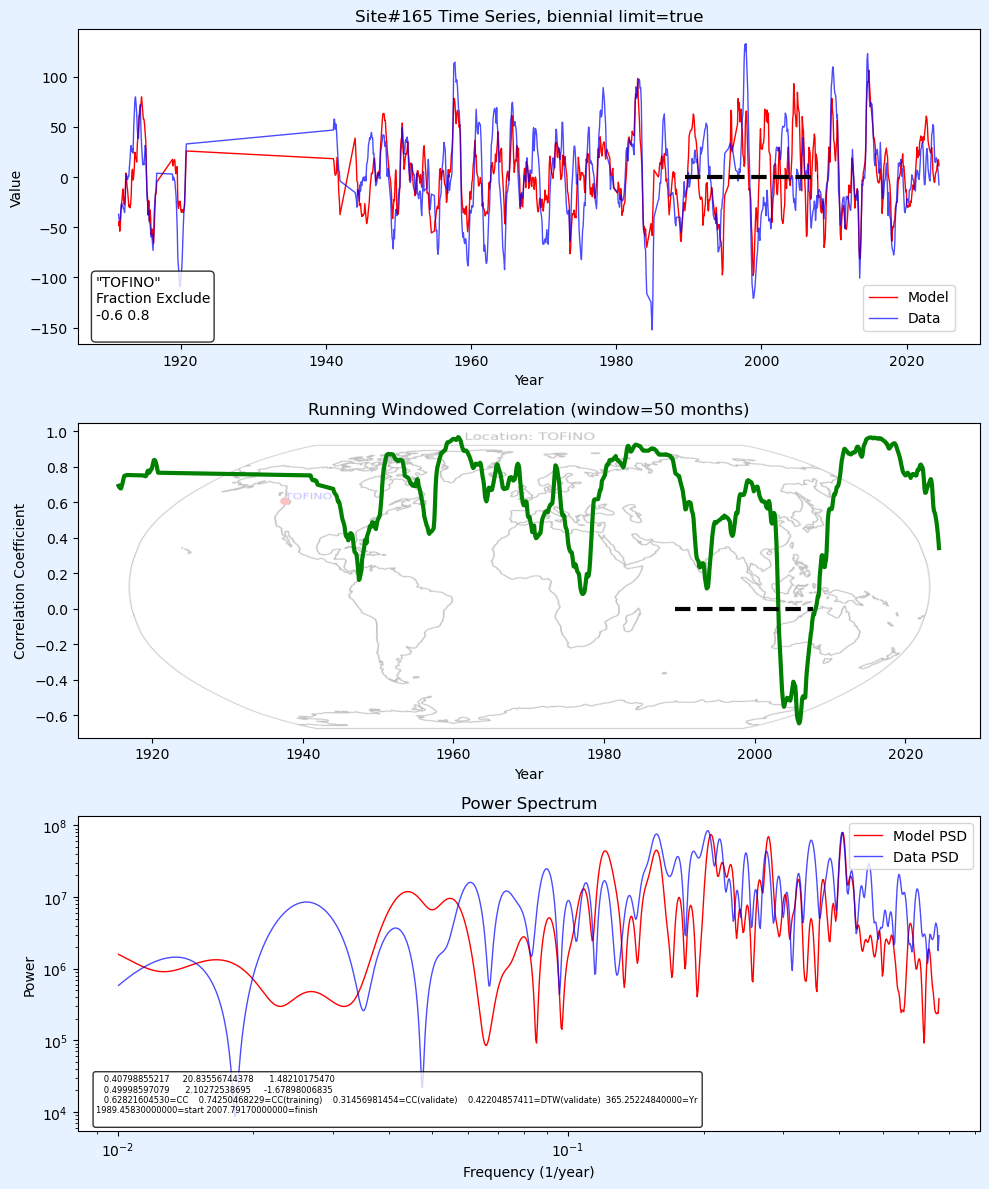 Site#165 Time Series, biennial limit=true
Value
100
50
0
−50
−100
−150
"TOFINO"
Fraction Exclude
-0.6 0.8
Model
Data
1920
1940
1960
1980
2000
2020
Year
Running Windowed Correlation (window=50 months)
Location: TOFINO
TOFINO
Correlation Coefficient
1.0
0.8
0.6
0.4
0.2
0.0
−0.2
−0.4
−0.6
1920
1940
1960
1980
2000
2020
Year
Power Spectrum
Model PSD
Data PSD
Power
10^8
10^7
10^6
10^5
10^4
0.40798855217 20.83556744378 1.48210175470
0.49998597079 2.10272538695 -1.67898006835
0.62821604530=CC 0.74250468229=CC(training) 0.31456981454=CC(validate) 0.42204857411=DTW(validate) 365.25224840000=Yr
1989.45830000000=start 2007.79170000000=finish
10^−2
10^−1
Frequency (1/year)